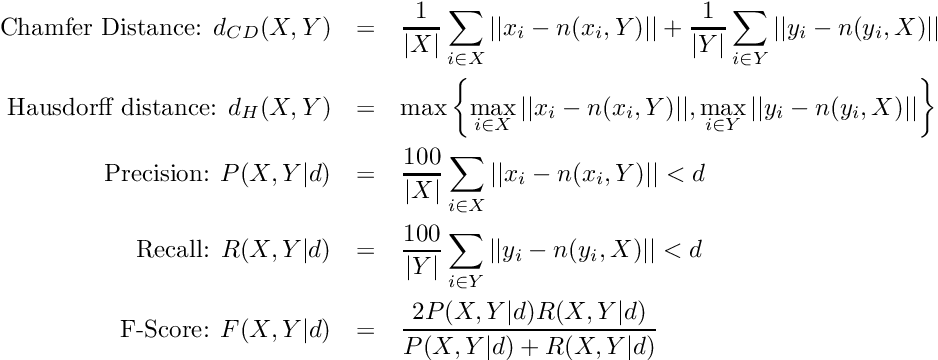 Chamfer Distance: $d_{CD}(X, Y) = \frac{1}{|X|} \sum_{i \in X} ||x_i - n(x_i, Y)|| + \frac{1}{|Y|} \sum_{i \in Y} ||y_i - n(y_i, X)||$
Hausdorff distance: $d_H(X, Y) = \max \left\{ \max_{i \in X} ||x_i - n(x_i, Y)||, \max_{i \in Y} ||y_i - n(y_i, X)|| \right\}$
Precision: $P(X, Y|d) = \frac{100}{|X|} \sum_{i \in X} ||x_i - n(x_i, Y)|| < d$
Recall: $R(X, Y|d) = \frac{100}{|Y|} \sum_{i \in Y} ||y_i - n(y_i, X)|| < d$
F-Score: $F(X, Y|d) = \frac{2P(X, Y|d)R(X, Y|d)}{P(X, Y|d) + R(X, Y|d)}$